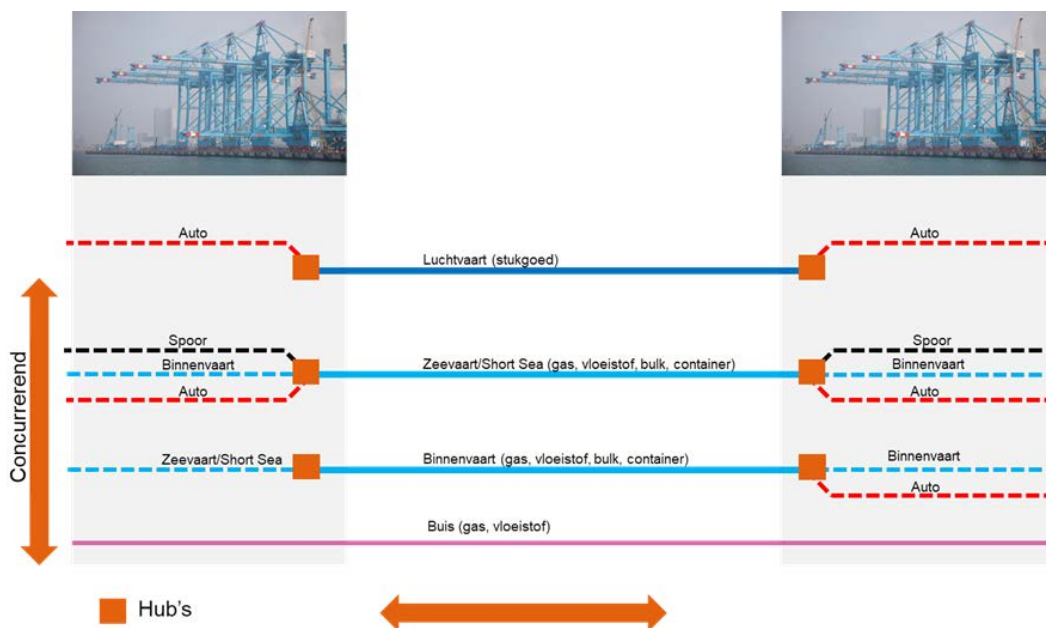 Auto
Auto
Luchtvaart (stukgoed)
Spoor
Spoor
Binnenvaart
Zeevaart/Short Sea (gas, vloeistof, bulk, container)
Binnenvaart
Auto
Auto
Zeevaart/Short Sea
Binnenvaart (gas, vloeistof, bulk, container)
Binnenvaart
Auto
Buis (gas, vloeistof)
Concurrerend
Hub's